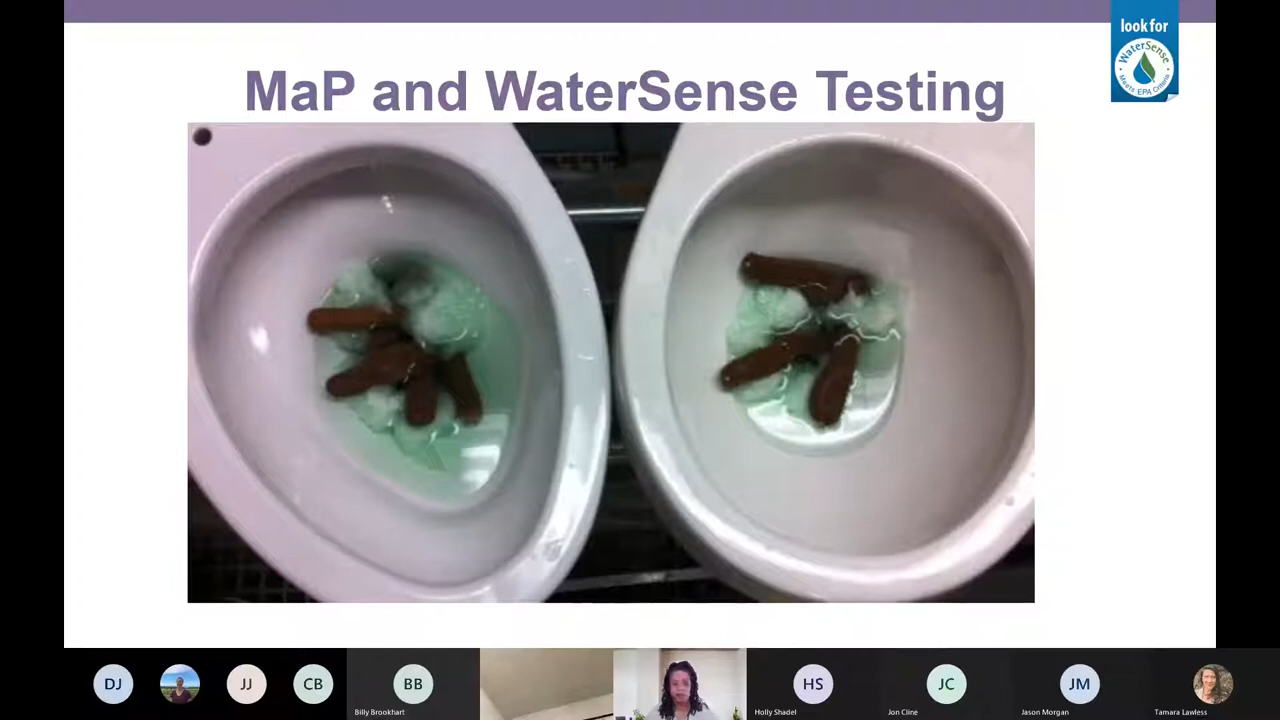 look for
WaterSense
Meets EPA Criteria
MaP and WaterSense Testing
DJ
JJ
CB
BB
HS
JC
JM
Billy Brookhart
Holly Shadel
Jon Cline
Jason Morgan
Tamara Lawless